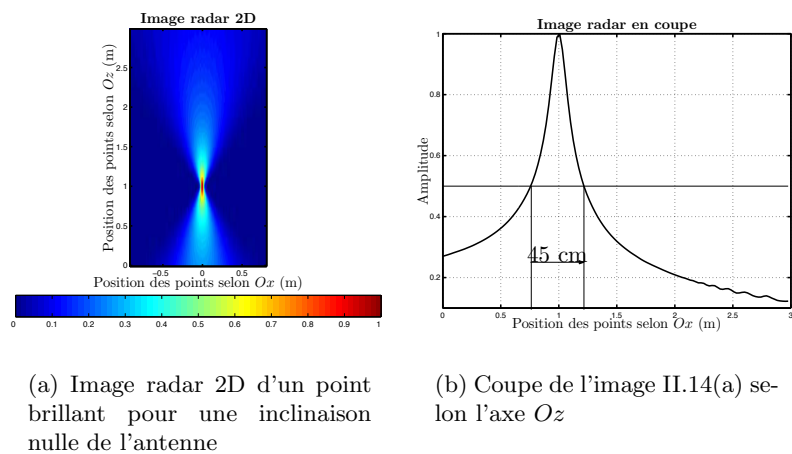 Image radar 2D
Position des points selon Oz (m)
2.5
2
1.5
1
0.5
0
−0.5
0
0.5
Position des points selon Ox (m)
0
0.1
0.2
0.3
0.4
0.5
0.6
0.7
0.8
0.9
1
(a) Image radar 2D d'un point
brillant pour une inclinaison
nulle de l'antenne
Image radar en coupe
Amplitude
1
0.8
0.6
0.4
0.2
45 cm
0
0.5
1
1.5
2
2.5
3
Position des points selon Ox (m)
(b) Coupe de l'image II.14(a) se-
lon l'axe Oz